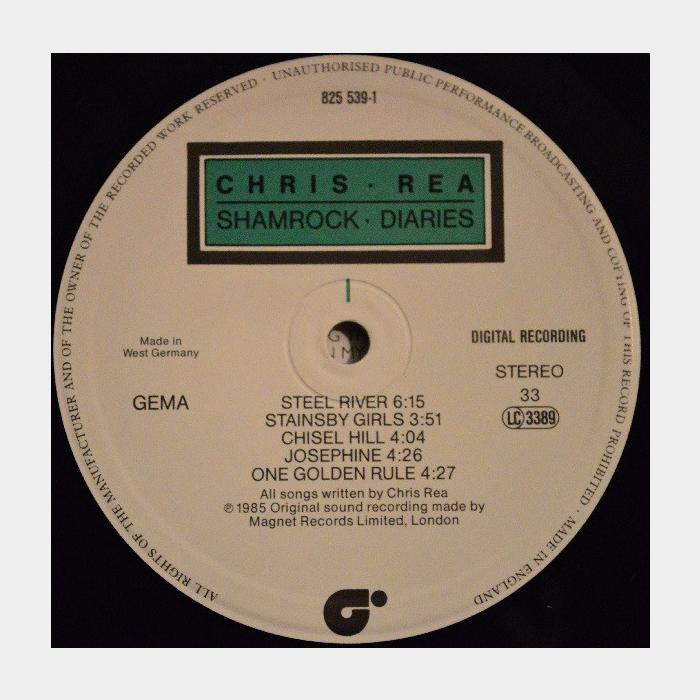 ALL RIGHTS OF THE MANUFACTURER AND OF THE OWNER OF THE RECORDED WORK RESERVED · UNAUTHORISED PUBLIC PERFORMANCE BROADCASTING AND COPYING OF THIS RECORD PROHIBITED · MADE IN ENGLAND
825 539-1
CHRIS · REA
SHAMROCK · DIARIES
Made in
West Germany
GEMA
DIGITAL RECORDING
STEREO
33
LC 3389
STEEL RIVER 6:15
STAINSBY GIRLS 3:51
CHISEL HILL 4:04
JOSEPHINE 4:26
ONE GOLDEN RULE 4:27
All songs written by Chris Rea
℗ 1985 Original sound recording made by
Magnet Records Limited, London